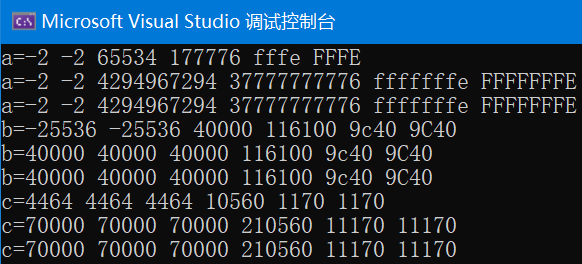 Microsoft Visual Studio 调试控制台
a=-2 -2 65534 177776 fffe FFFE
a=-2 -2 4294967294 37777777776 fffffffe FFFFFFFE
a=-2 -2 4294967294 37777777776 fffffffe FFFFFFFE
b=-25536 -25536 40000 116100 9c40 9C40
b=40000 40000 40000 116100 9c40 9C40
b=40000 40000 40000 116100 9c40 9C40
c=4464 4464 4464 10560 1170 1170
c=70000 70000 70000 210560 11170 11170
c=70000 70000 70000 210560 11170 11170